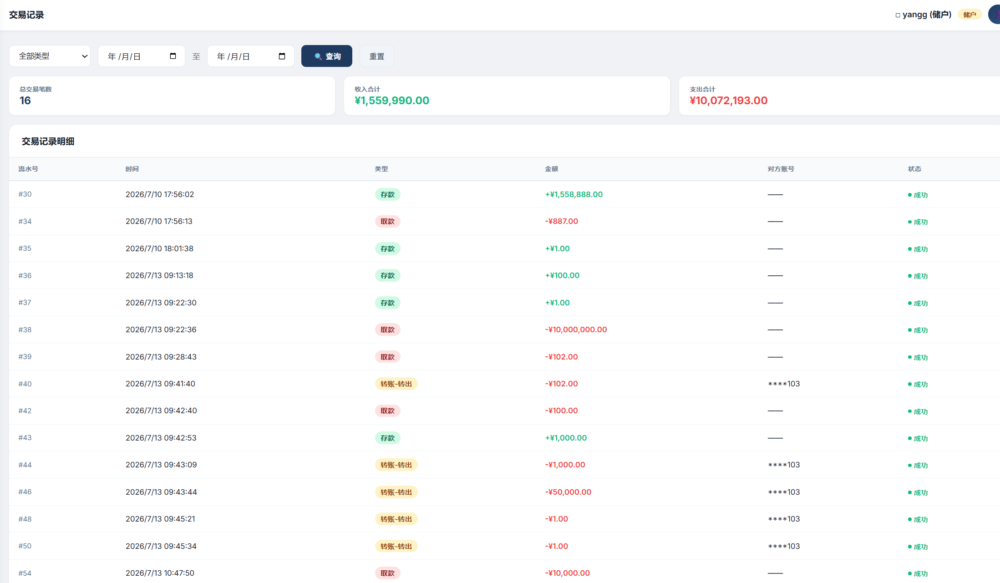 交易记录
yangg (储户) 储户
全部类型 年 /月/日 至 年 /月/日 查询 重置
总交易笔数 收入合计 支出合计
16 ¥1,559,990.00 ¥10,072,193.00
交易记录明细
流水号 时间 类型 金额 对方账号 状态
#30 2026/7/10 17:56:02 存款 +¥1,558,888.00 —— 成功
#34 2026/7/10 17:56:13 取款 -¥887.00 —— 成功
#35 2026/7/10 18:01:38 存款 +¥1.00 —— 成功
#36 2026/7/13 09:13:18 存款 +¥100.00 —— 成功
#37 2026/7/13 09:22:30 存款 +¥1.00 —— 成功
#38 2026/7/13 09:22:36 取款 -¥10,000,000.00 —— 成功
#39 2026/7/13 09:28:43 取款 -¥102.00 —— 成功
#40 2026/7/13 09:41:40 转账-转出 -¥102.00 ****103 成功
#42 2026/7/13 09:42:40 取款 -¥100.00 —— 成功
#43 2026/7/13 09:42:53 存款 +¥1,000.00 —— 成功
#44 2026/7/13 09:43:09 转账-转出 -¥1,000.00 ****103 成功
#46 2026/7/13 09:43:44 转账-转出 -¥50,000.00 ****103 成功
#48 2026/7/13 09:45:21 转账-转出 -¥1.00 ****103 成功
#50 2026/7/13 09:45:34 转账-转出 -¥1.00 ****103 成功
#54 2026/7/13 10:47:50 取款 -¥10,000.00 —— 成功